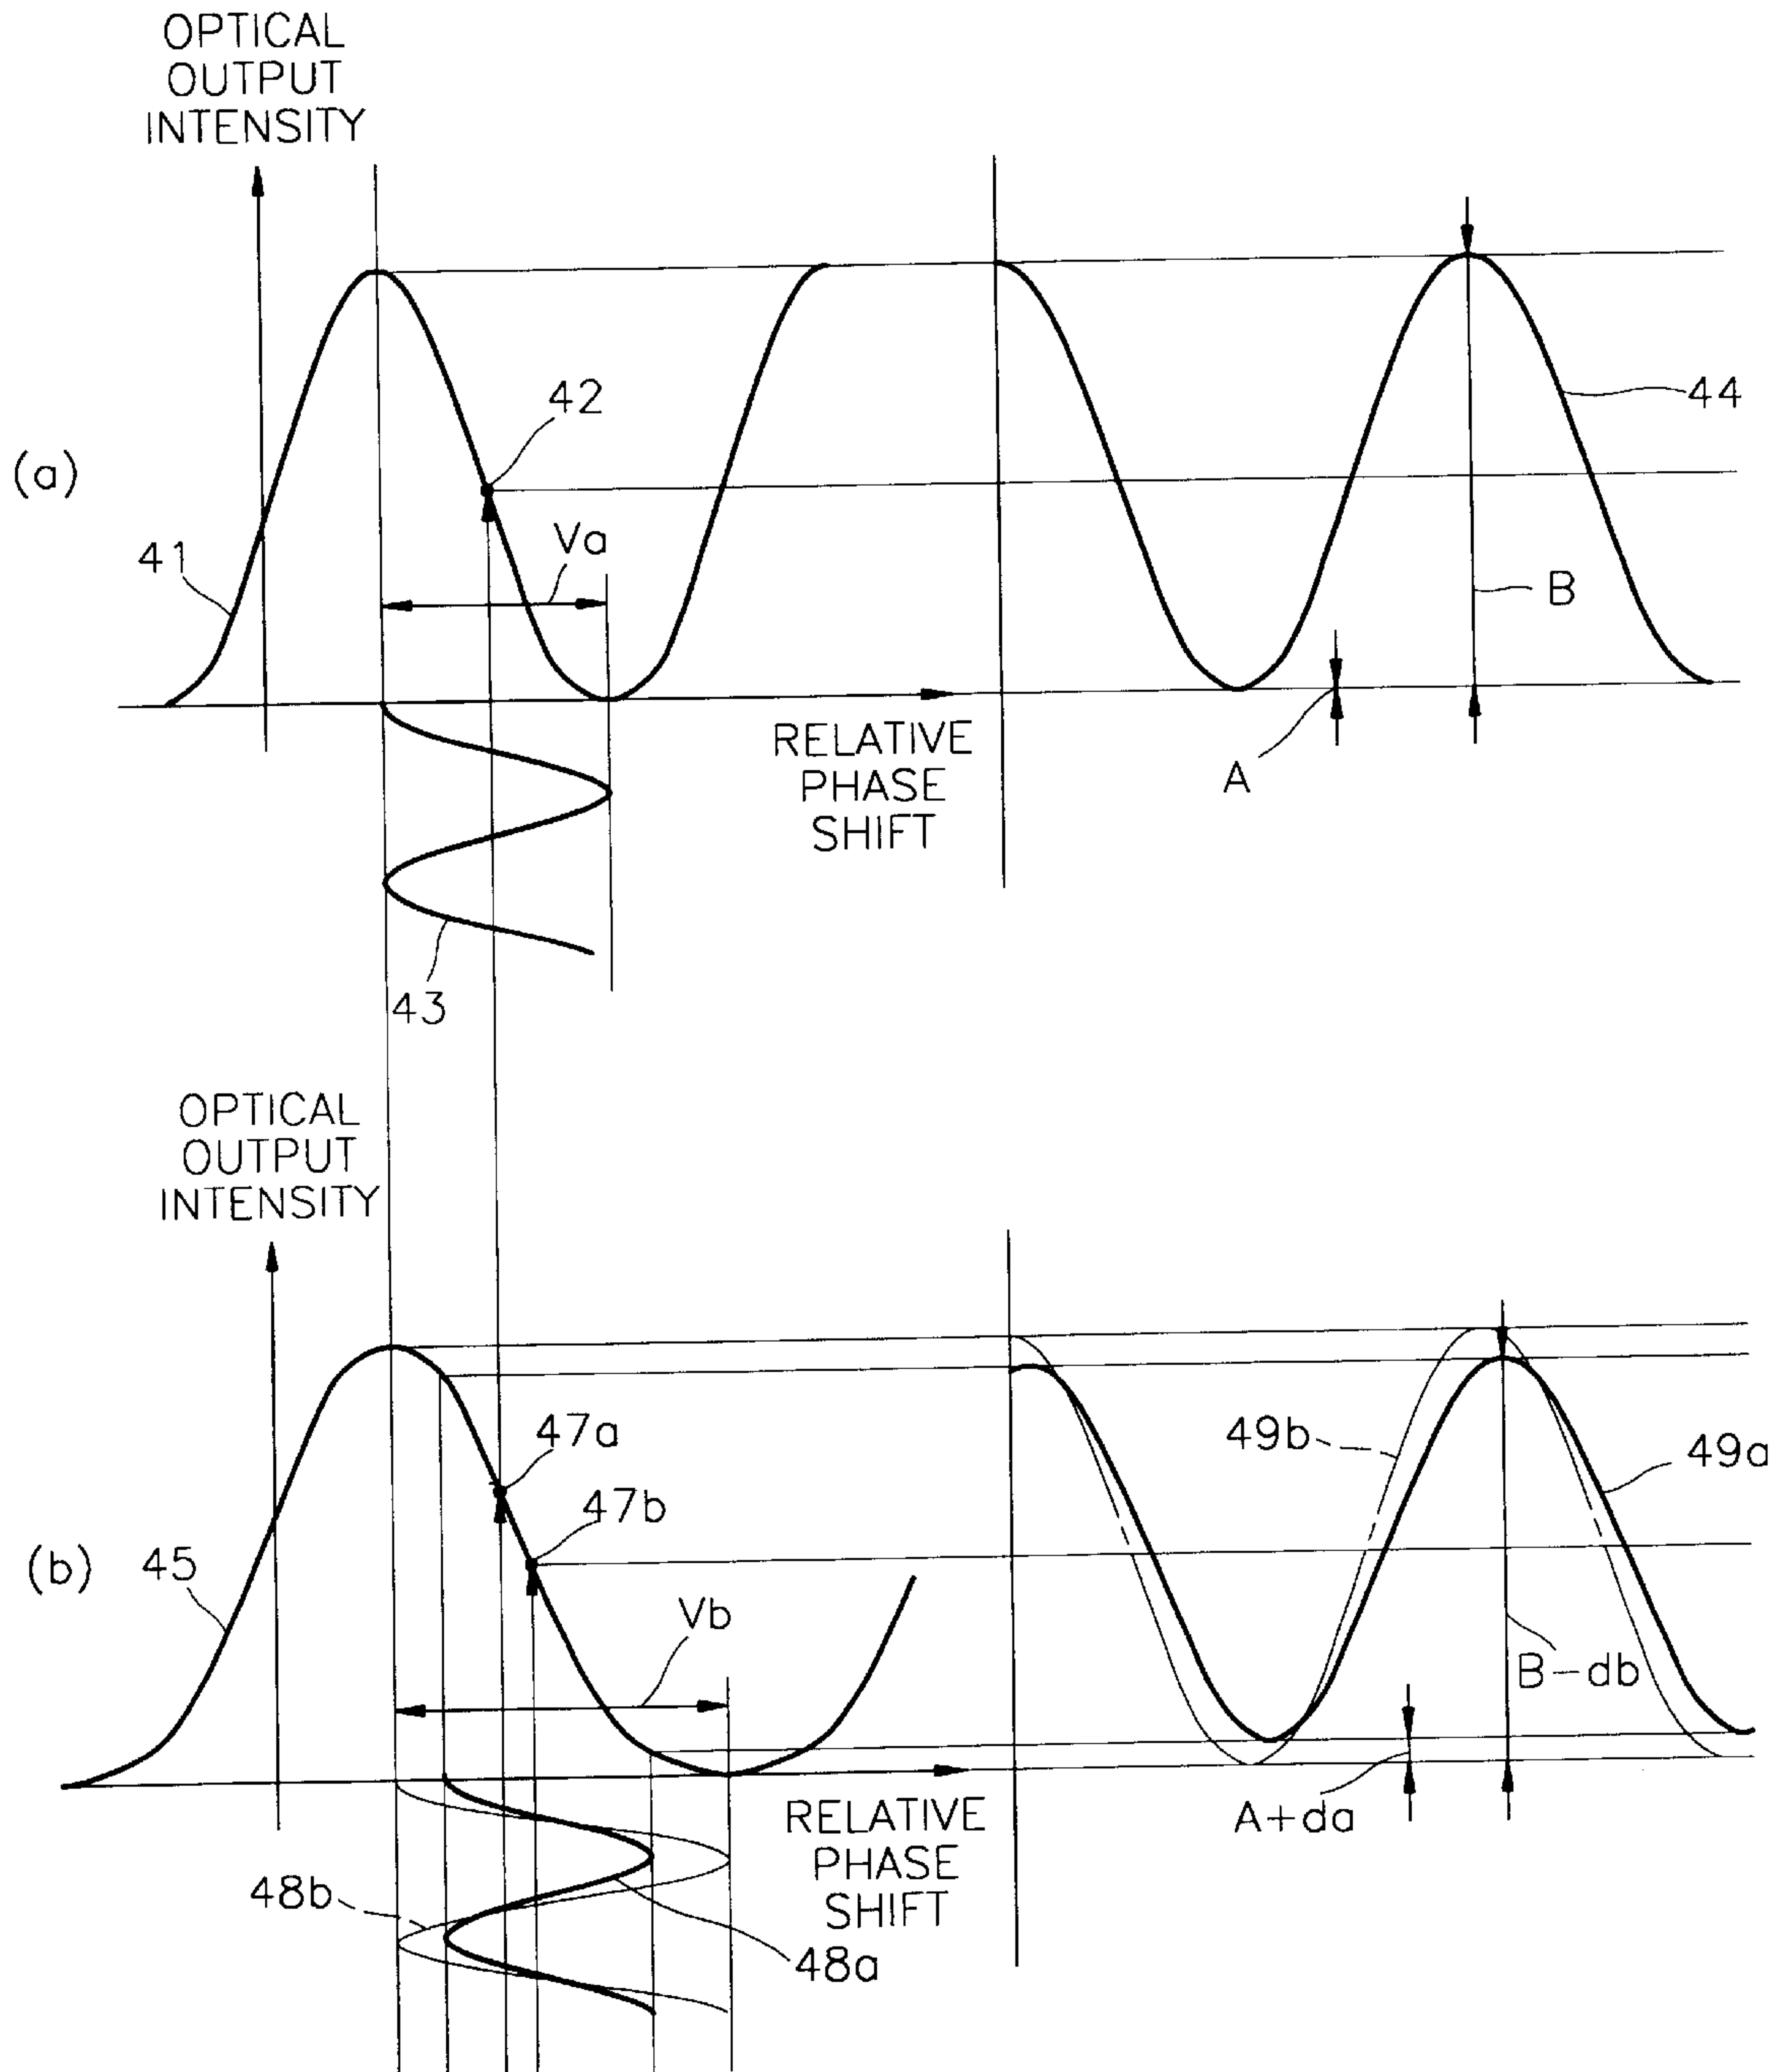 OPTICAL
OUTPUT
INTENSITY
(a)
41
42
Va
44
B
A
RELATIVE
PHASE
SHIFT
43
OPTICAL
OUTPUT
INTENSITY
(b)
45
47a
47b
Vb
49b
49a
B-db
A+da
RELATIVE
PHASE
SHIFT
48b
48a